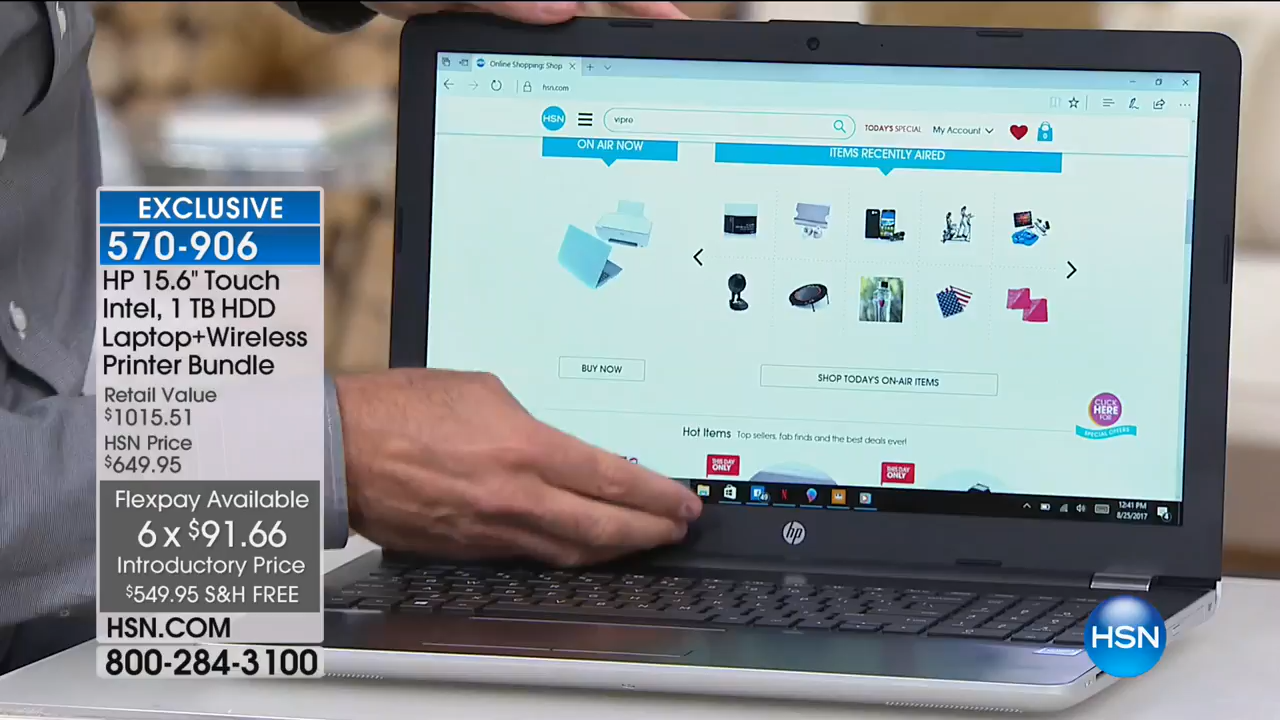 EXCLUSIVE
570-906
HP 15.6" Touch
Intel, 1 TB HDD
Laptop+Wireless
Printer Bundle
Retail Value
$1015.51
HSN Price
$649.95
Flexpay Available
6 x $91.66
Introductory Price
$549.95 S&H FREE
HSN.COM
800-284-3100
Online Shopping: Shop
hsn.com
HSN
vipre
TODAY'S SPECIAL
My Account
0
ON AIR NOW
ITEMS RECENTLY AIRED
BUY NOW
SHOP TODAY'S ON-AIR ITEMS
CLICK
HERE
FOR
SPECIAL OFFERS
Hot Items Top sellers, fab finds and the best deals ever!
THIS DAY
ONLY
THIS DAY
ONLY
12:41 PM
8/25/2017
hp
HSN